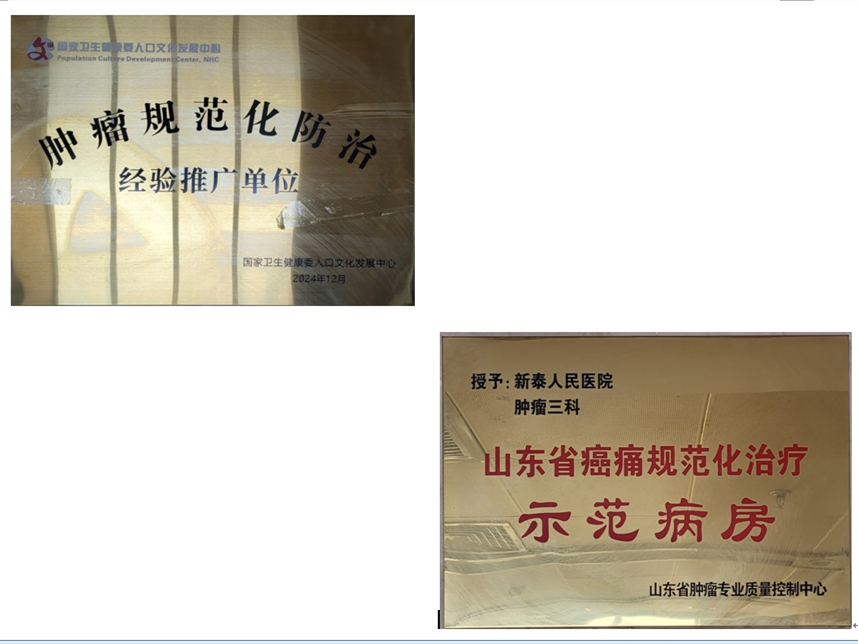 国家卫生健康委人口文化发展中心
Population Culture Development Center, NHC
肿瘤规范化防治
经验推广单位
国家卫生健康委人口文化发展中心
2024年12月
授予:新泰人民医院
肿瘤三科
山东省癌痛规范化治疗
示范病房
山东省肿瘤专业质量控制中心